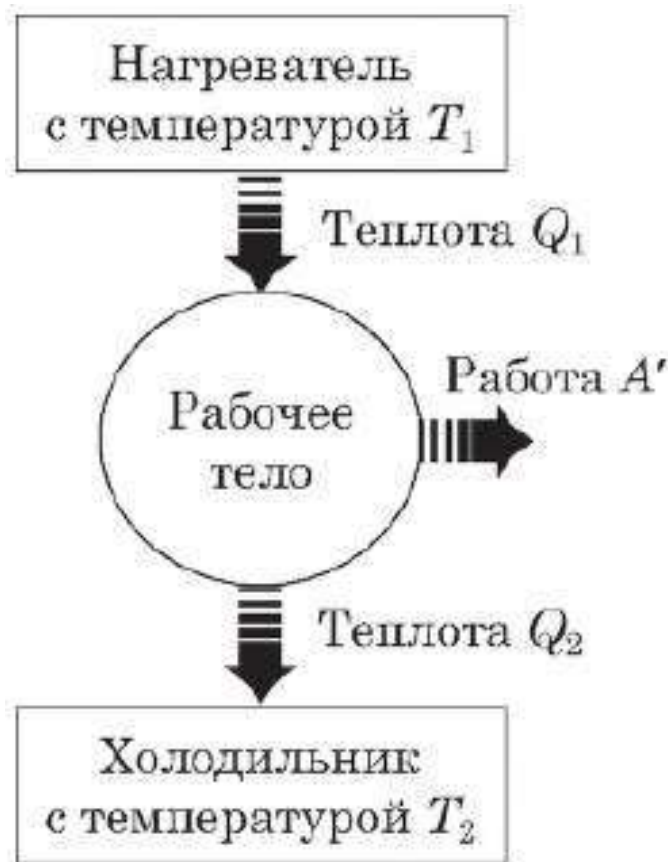 Нагреватель
с температурой T₁
Теплота Q₁
Работа A′
Рабочее
тело
Теплота Q₂
Холодильник
с температурой T₂